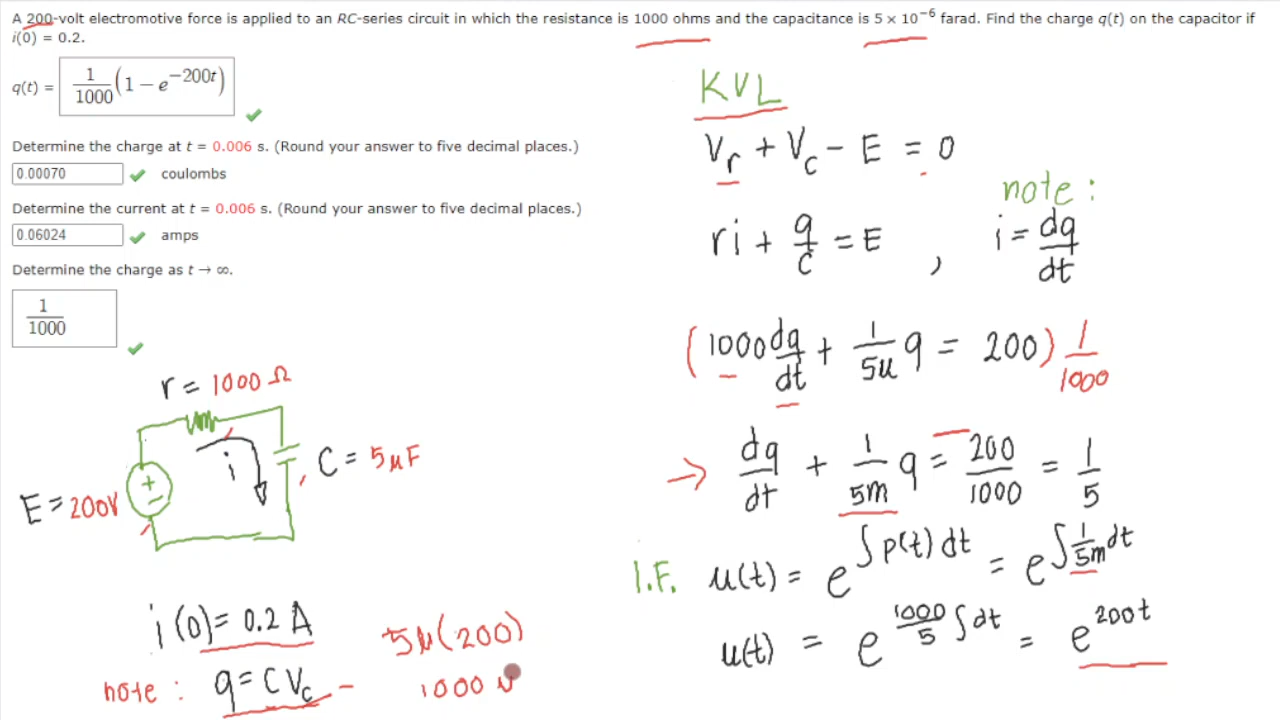 A 200-volt electromotive force is applied to an RC-series circuit in which the resistance is 1000 ohms and the capacitance is 5 × 10⁻⁶ farad. Find the charge q(t) on the capacitor if
i(0) = 0.2.
q(t) = 1/1000 (1 − e^−200t)
Determine the charge at t = 0.006 s. (Round your answer to five decimal places.)
0.00070 coulombs
Determine the current at t = 0.006 s. (Round your answer to five decimal places.)
0.06024 amps
Determine the charge as t → ∞.
1/1000
r = 1000 Ω
E = 200V
i
C = 5μF
i(0) = 0.2 A
note : q = C Vc
5μ(200)
1000 μ
KVL
Vr + Vc − E = 0
note :
ri + q/c = E , i = dq/dt
(1000 dq/dt + 1/5μ q = 200) 1/1000
→ dq/dt + 1/5m q = 200/1000 = 1/5
I.F. u(t) = e^∫P(t)dt = e^∫1/5m dt
u(t) = e^1000/5 ∫dt = e^200t